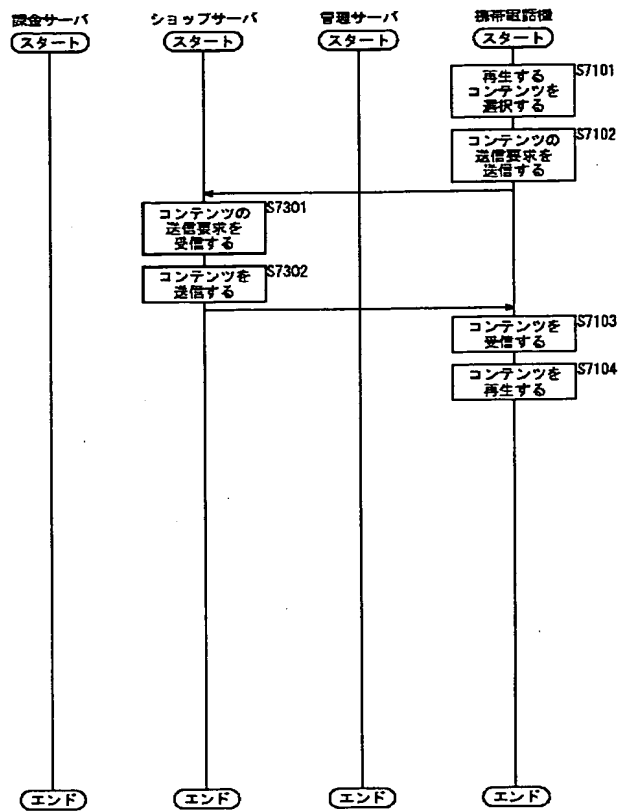 課金サーバ
ショップサーバ
管理サーバ
携帯電話機
スタート
スタート
スタート
スタート
再生する
コンテンツを
選択する
S7101
コンテンツの
送信要求を
送信する
S7102
コンテンツの
送信要求を
受信する
S7301
コンテンツを
送信する
S7302
コンテンツを
受信する
S7103
コンテンツを
再生する
S7104
エンド
エンド
エンド
エンド